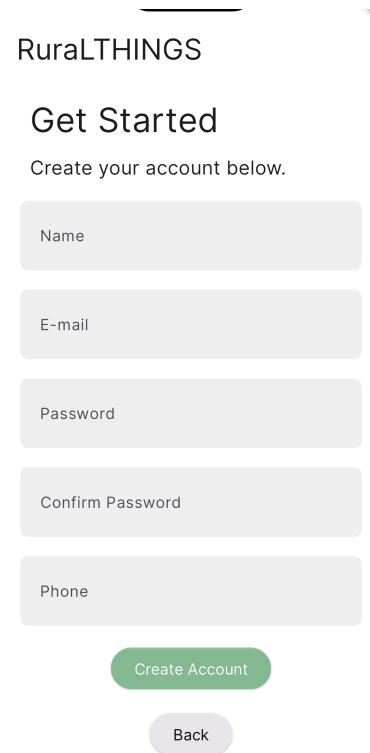 RuraLTHINGS
Get Started
Create your account below.
Name
E-mail
Password
Confirm Password
Phone
Create Account
Back